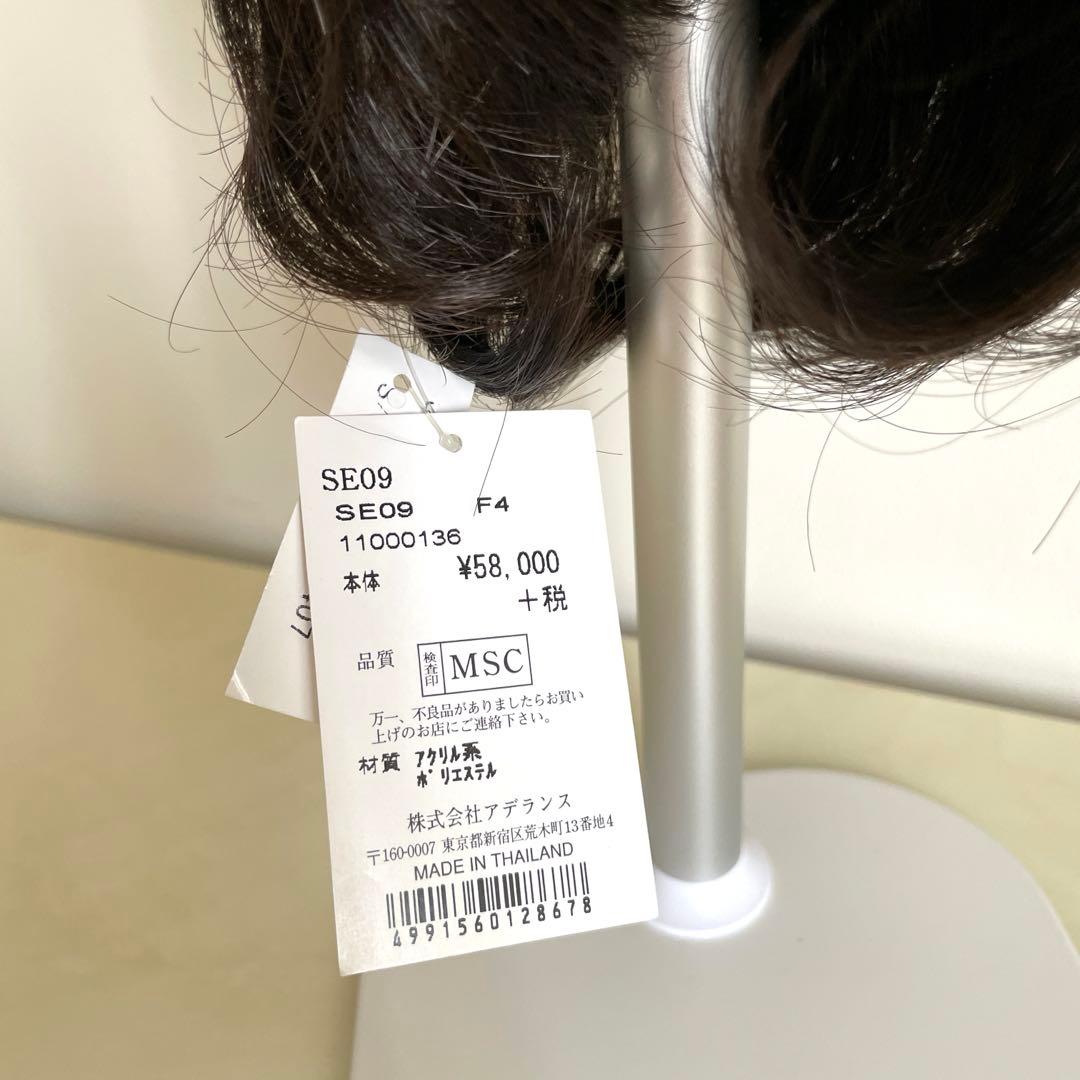 SE09
SE09 F4
11000136
本体 ¥58,000
+税
品質 検査印 MSC
万一、不良品がありましたらお買い
上げのお店にご連絡下さい。
材質 アクリル系
ポリエステル
株式会社アデランス
〒160-0007 東京都新宿区荒木町13番地4
MADE IN THAILAND
4991560128678